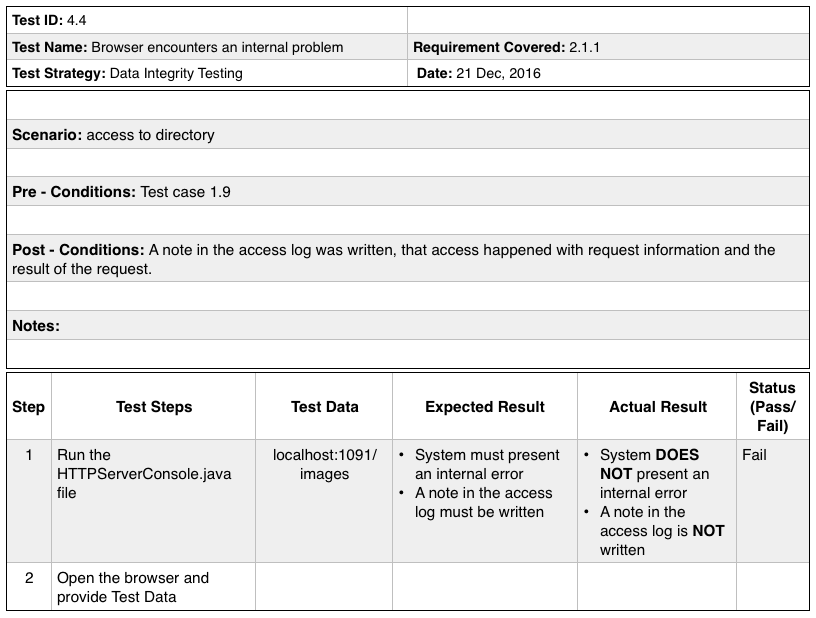 Test ID: 4.4
Test Name: Browser encounters an internal problem
Requirement Covered: 2.1.1
Test Strategy: Data Integrity Testing
Date: 21 Dec, 2016
Scenario: access to directory
Pre - Conditions: Test case 1.9
Post - Conditions: A note in the access log was written, that access happened with request information and the
result of the request.
Notes:
Step
Test Steps
Test Data
Expected Result
Actual Result
Status
(Pass/
Fail)
1
Run the
HTTPServerConsole.java
file
localhost:1091/
images
• System must present
an internal error
• A note in the access
log must be written
• System DOES
NOT present an
internal error
• A note in the
access log is NOT
written
Fail
2
Open the browser and
provide Test Data